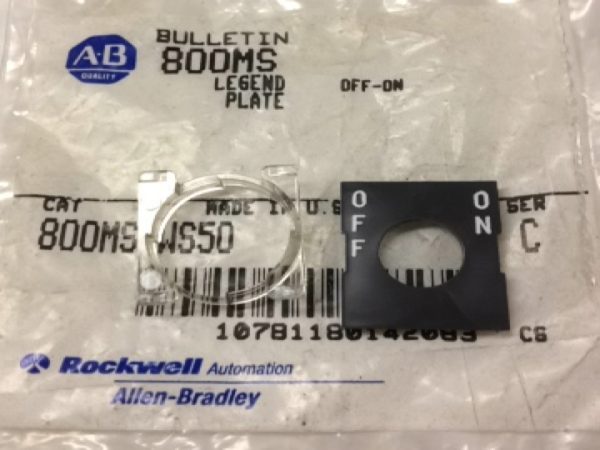 A-B
QUALITY
BULLETIN
800MS
LEGEND
PLATE
OFF-ON
CAT
MADE IN U.S
SER
800MS-WS50
C
OFF
ON
10781180142083 C6
Rockwell Automation
Allen-Bradley